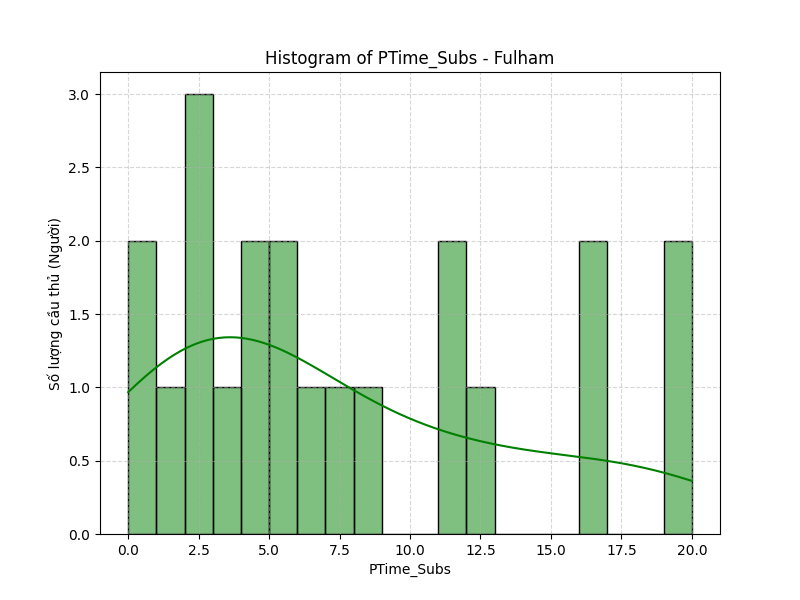 Histogram of PTime_Subs - Fulham
Số lượng cầu thủ (Người)
3.0
2.5
2.0
1.5
1.0
0.5
0.0
0.0 2.5 5.0 7.5 10.0 12.5 15.0 17.5 20.0
PTime_Subs